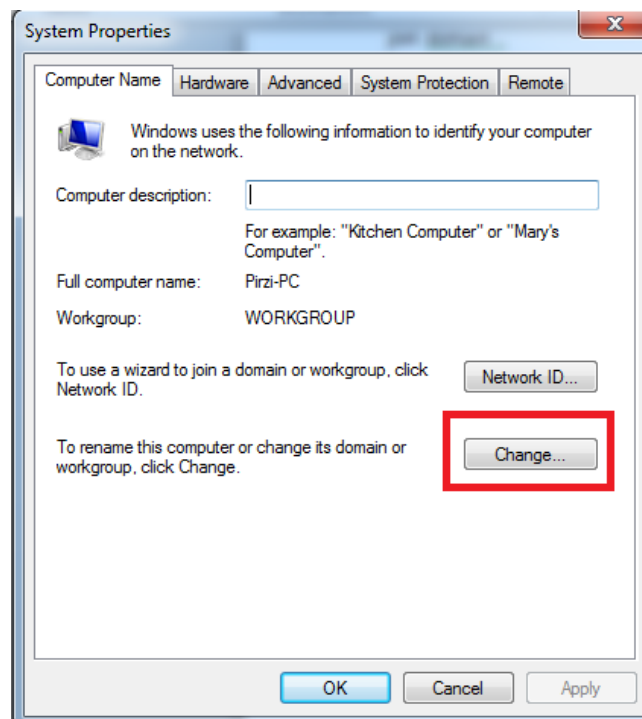 System Properties
Computer Name Hardware Advanced System Protection Remote
Windows uses the following information to identify your computer
on the network.
Computer description:
For example: "Kitchen Computer" or "Mary's
Computer".
Full computer name: Pirzi-PC
Workgroup: WORKGROUP
To use a wizard to join a domain or workgroup, click
Network ID.
Network ID...
To rename this computer or change its domain or
workgroup, click Change.
Change...
OK Cancel Apply